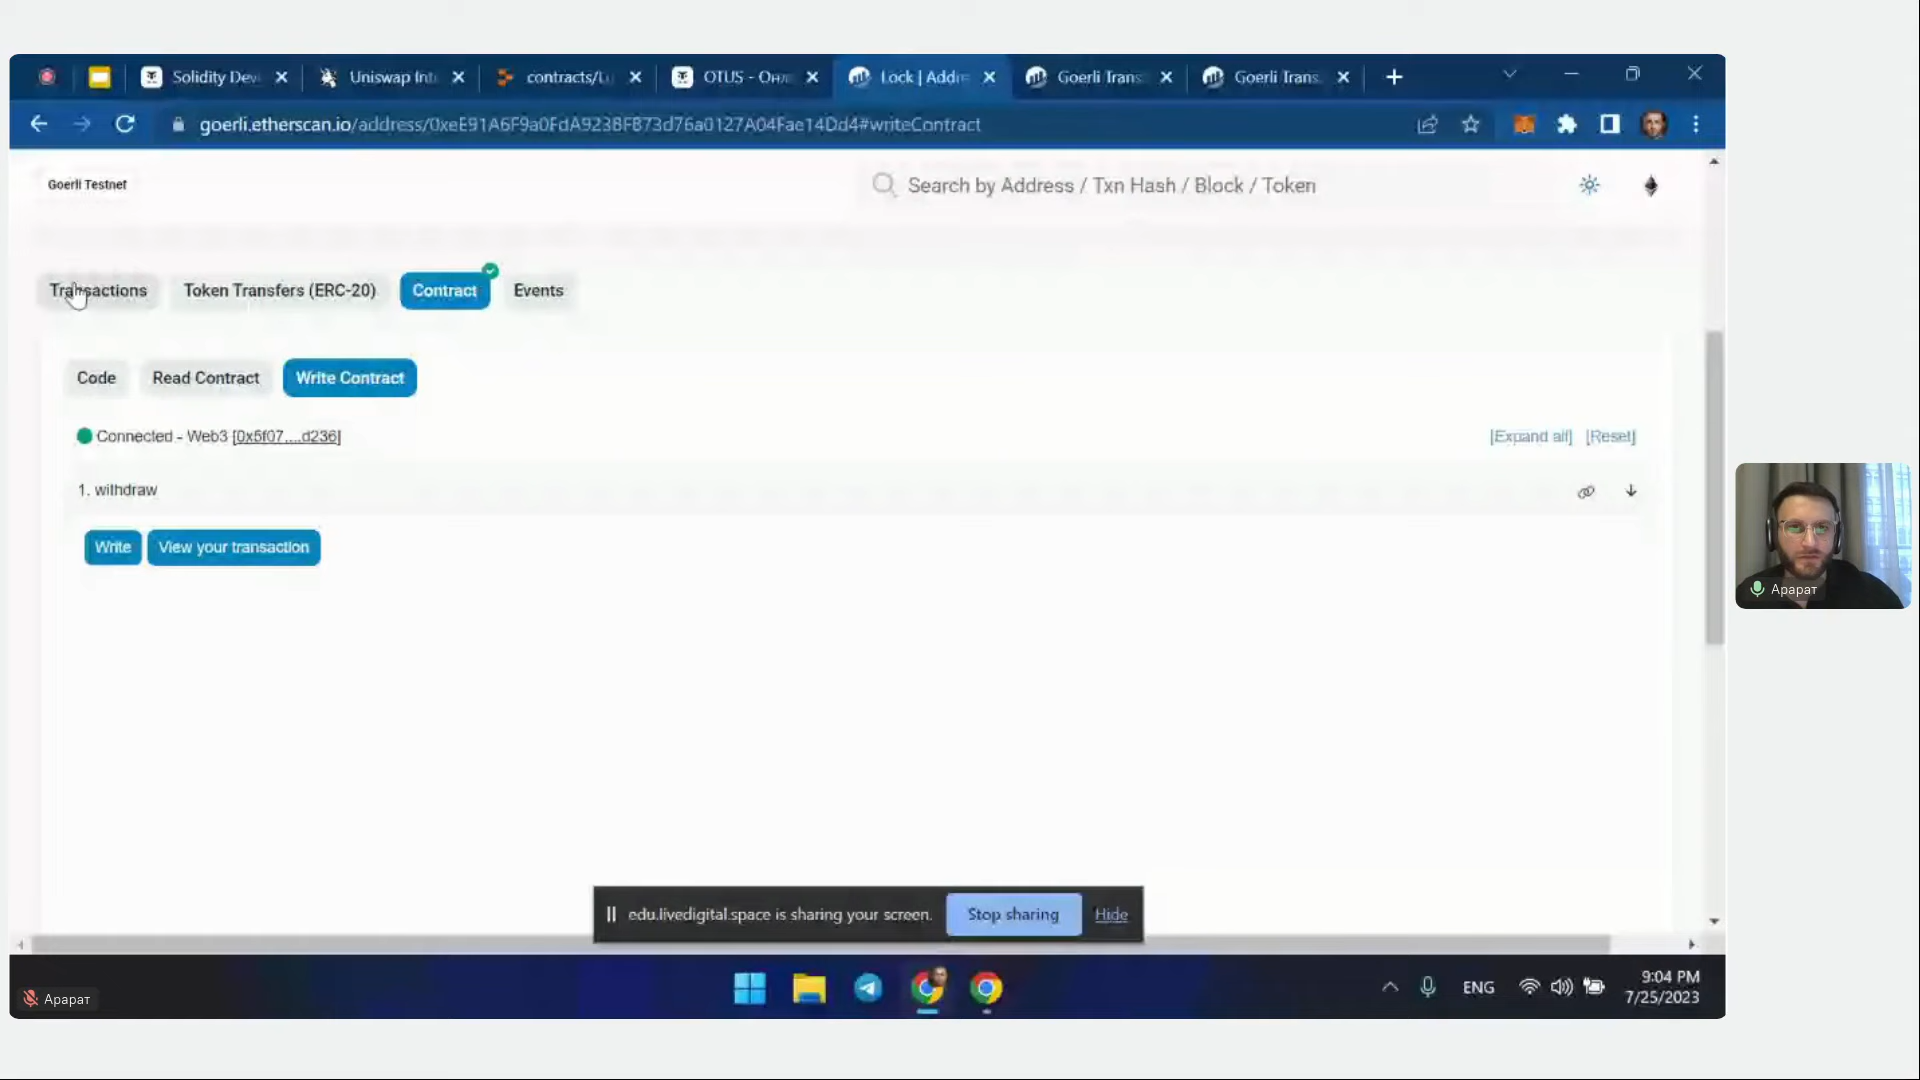 Solidity Dev
Uniswap Int
contracts/L
OTUS - Онл
Lock | Addre
Goerli Trans
Goerli Trans
goerli.etherscan.io/address/0xeE91A6F9a0FdA9238F873d76a0127A04Fae14Dd4#writeContract
Goerli Testnet
Search by Address / Txn Hash / Block / Token
Transactions
Token Transfers (ERC-20)
Contract
Events
Code
Read Contract
Write Contract
Connected - Web3 [0x5f07....d236]
[Expand all] [Reset]
1. withdraw
Write
View your transaction
Арарат
edu.livedigital.space is sharing your screen.
Stop sharing
Hide
Арарат
ENG
9:04 PM
7/25/2023